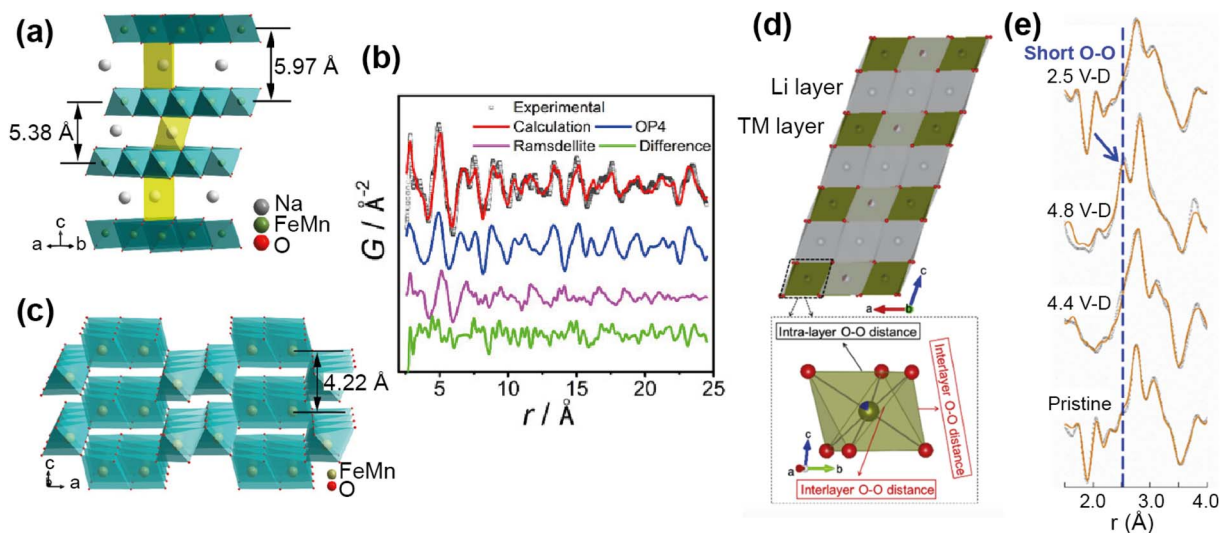 (a)
5.97 Å
5.38 Å
Na
FeMn
O
c
a
b
(b)
Experimental
Calculation
OP4
Ramsdellite
Difference
G / Å⁻²
5
10
15
20
25
r / Å
(c)
4.22 Å
FeMn
O
c
b
a
(d)
Li layer
TM layer
c
a
b
Intra-layer O-O distance
Interlayer O-O distance
Interlayer O-O distance
c
a
b
(e)
Short O-O
2.5 V-D
4.8 V-D
4.4 V-D
Pristine
2.0
3.0
4.0
r (Å)